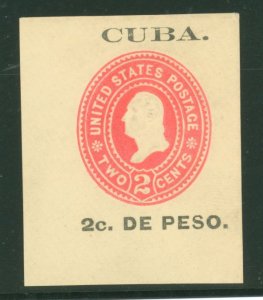 CUBA.
UNITED STATES POSTAGE
2
TWO CENTS
2c. DE PESO.